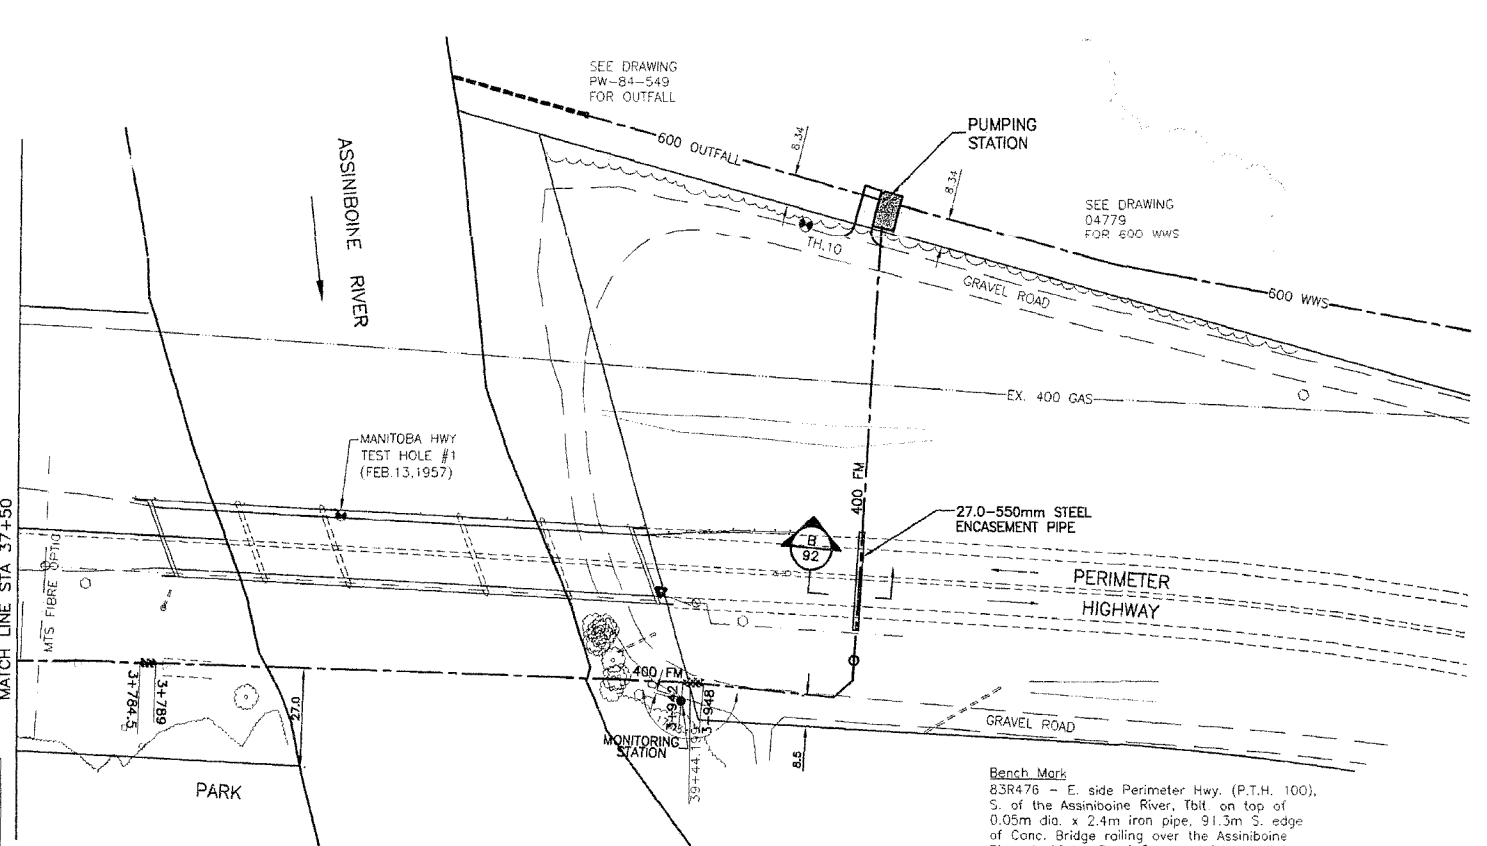 SEE DRAWING
PW-84-549
FOR OUTFALL
600 OUTFALL
8.34
PUMPING
STATION
8.34
SEE DRAWING
04779
FOR 600 WWS
ASSINIBOINE RIVER
TH.10
GRAVEL ROAD
600 WWS
EX. 400 GAS
MANITOBA HWY
TEST HOLE #1
(FEB.13,1957)
400 FM
27.0-550mm STEEL
ENCASEMENT PIPE
B
92
PERIMETER
HIGHWAY
MATCH LINE STA 37+50
MTS FIBRE OPTIC
3+784.5
3+789
27.0
400 FM
3+942
3+948
MONITORING
STATION
8.5
GRAVEL ROAD
PARK
Bench Mark
83R476 - E. side Perimeter Hwy. (P.T.H. 100),
S. of the Assiniboine River, Tblt. on top of
0.05m dia. x 2.4m iron pipe, 91.3m S. edge
of Conc. Bridge railing over the Assiniboine